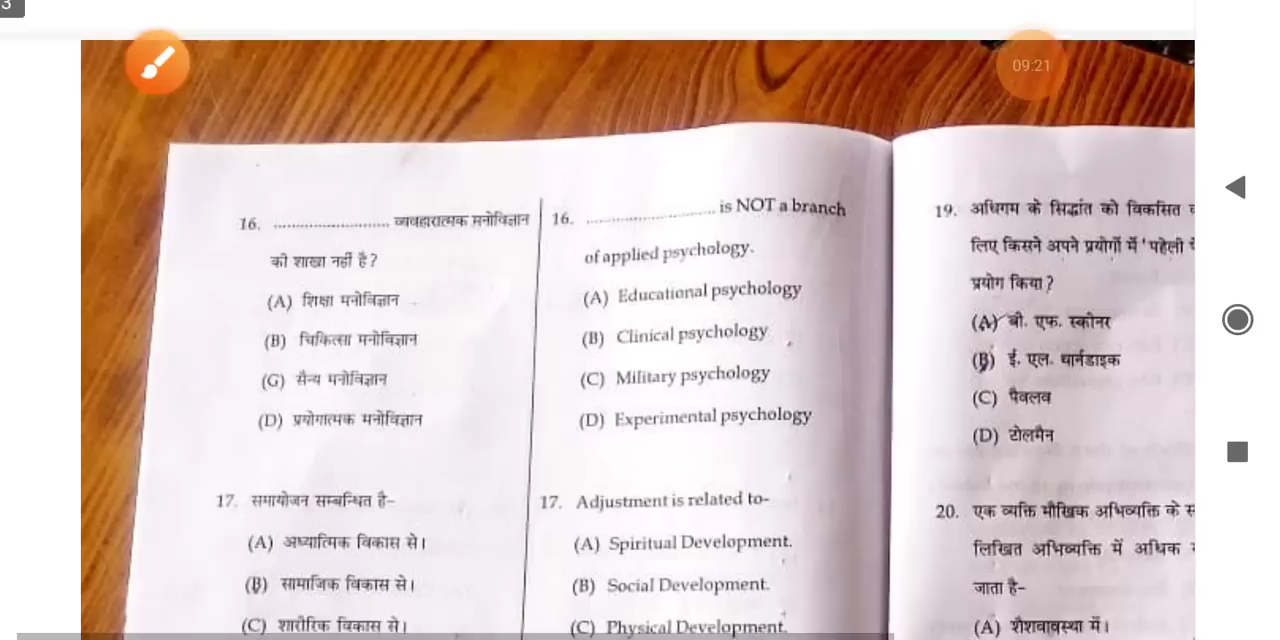 3
09:21
16. .......................... व्यवहारात्मक मनोविज्ञान
की शाखा नहीं है?
(A) शिक्षा मनोविज्ञान
(B) चिकित्सा मनोविज्ञान
(G) सैन्य मनोविज्ञान
(D) प्रयोगात्मक मनोविज्ञान
17. समायोजन सम्बन्धित है-
(A) अध्यात्मिक विकास से।
(B) सामाजिक विकास से।
(C) शारीरिक विकास से।
16. .......................... is NOT a branch
of applied psychology.
(A) Educational psychology
(B) Clinical psychology
(C) Military psychology
(D) Experimental psychology
17. Adjustment is related to-
(A) Spiritual Development.
(B) Social Development.
(C) Physical Development.
19. अधिगम के सिद्धांत को विकसित
लिए किसने अपने प्रयोगों में 'पहेली
प्रयोग किया?
(A) बी. एफ. स्कीनर
(B) ई. एल. थार्नडाइक
(C) पैवलव
(D) टोलमैन
20. एक व्यक्ति मौखिक अभिव्यक्ति के
लिखित अभिव्यक्ति में अधिक
जाता है-
(A) शैशवावस्था में।